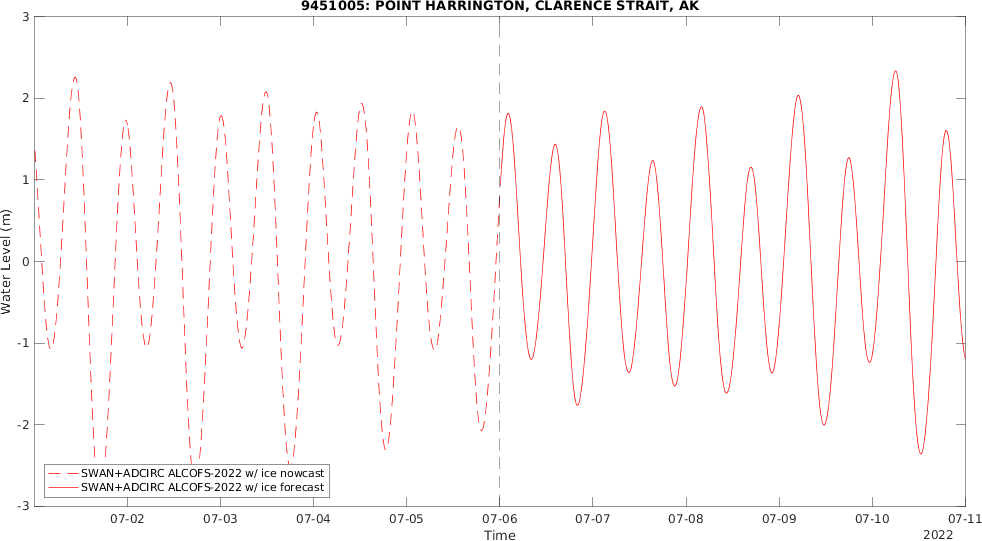 9451005: POINT HARRINGTON, CLARENCE STRAIT, AK
3
2
1
0
-1
-2
-3
Water Level (m)
SWAN+ADCIRC ALCOFS-2022 w/ ice nowcast
SWAN+ADCIRC ALCOFS-2022 w/ ice forecast
07-02 07-03 07-04 07-05 07-06 07-07 07-08 07-09 07-10 07-11
Time
2022